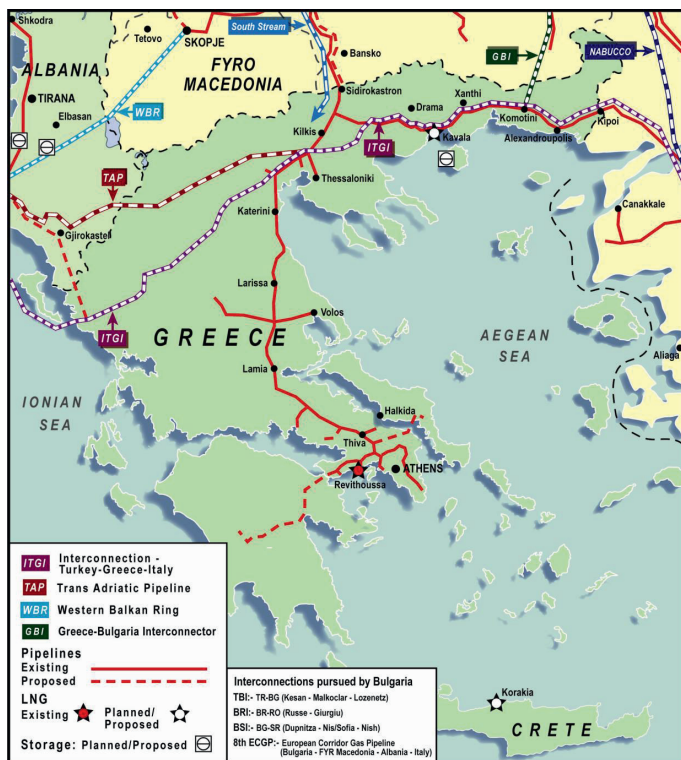 Shkodra
Tetovo
SKOPJE
South Stream
Bansko
GBI
NABUCCO
ALBANIA
FYRO
MACEDONIA
TIRANA
Elbasan
WBR
Sidirokastron
Drama
Xanthi
Komotini
Kipoi
Kilkis
ITGI
Kavala
Alexandroupolis
TAP
Thessaloniki
Gjirokaster
Katerini
Canakkale
Larissa
Volos
ITGI
GREECE
AEGEAN
SEA
Aliaga
Lamia
IONIAN
SEA
Halkida
Thiva
ATHENS
Revithoussa
ITGI Interconnection -
Turkey-Greece-Italy
TAP Trans Adriatic Pipeline
WBR Western Balkan Ring
GBI Greece-Bulgaria Interconnector
Pipelines
Existing
Proposed
LNG
Existing Planned/
Proposed
Storage: Planned/Proposed
Interconnections pursued by Bulgaria
TBI:- TR-BG (Kesan - Malkoclar - Lozenetz)
BRI:- BR-RO (Russe - Giurgiu)
BSI:- BG-SR (Dupnitza - Nis/Sofia - Nish)
8th ECGP:- European Corridor Gas Pipeline
(Bulgaria - FYR Macedonia - Albania - Italy)
Korakia
CRETE